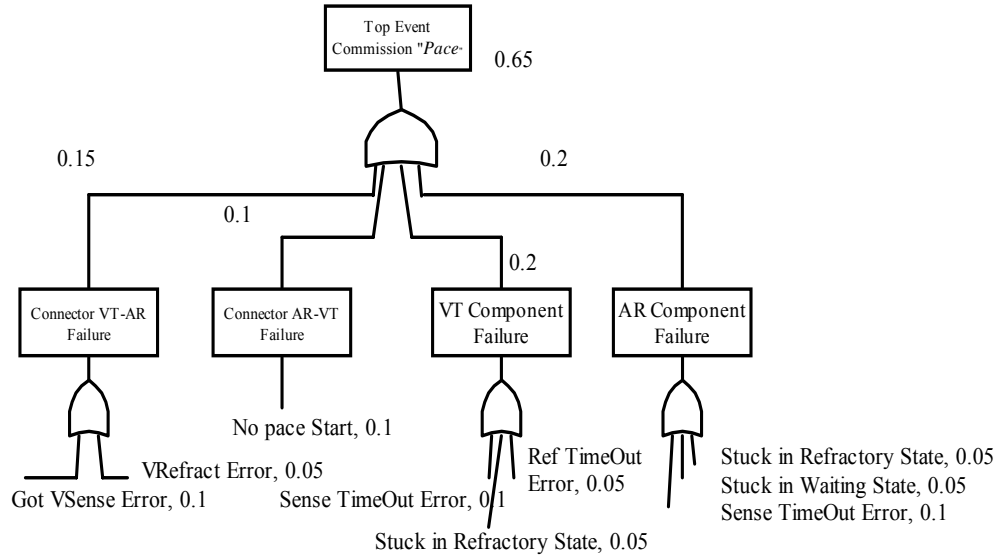 Top Event
Commission "Pace"
0.65
0.15
0.2
0.1
0.2
Connector VT-AR
Failure
Connector AR-VT
Failure
VT Component
Failure
AR Component
Failure
No pace Start, 0.1
VRefract Error, 0.05
Got VSense Error, 0.1
Ref TimeOut
Error, 0.05
Sense TimeOut Error, 0.1
Stuck in Refractory State, 0.05
Stuck in Refractory State, 0.05
Stuck in Waiting State, 0.05
Sense TimeOut Error, 0.1